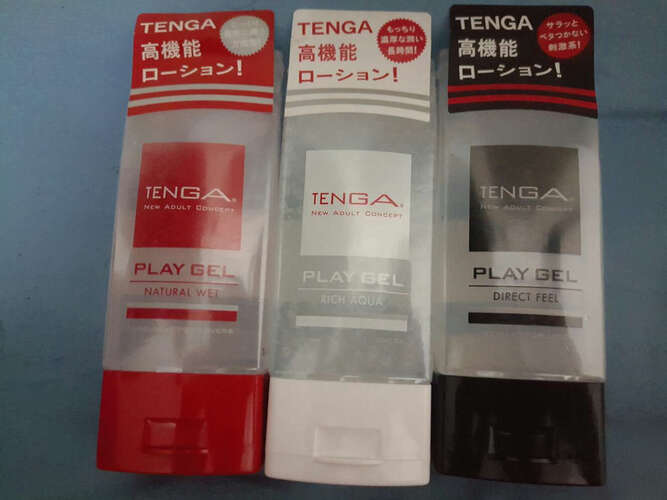 TENGA
高機能
ローション!
TENGA
NEW ADULT CONCEPT
PLAY GEL
NATURAL WET
TENGA
高機能
ローション!
もっちり
濃厚な潤い
長時間!
TENGA
NEW ADULT CONCEPT
PLAY GEL
RICH AQUA
TENGA
高機能
ローション!
サラッと
ベタつかない
刺激系!
TENGA
NEW ADULT CONCEPT
PLAY GEL
DIRECT FEEL